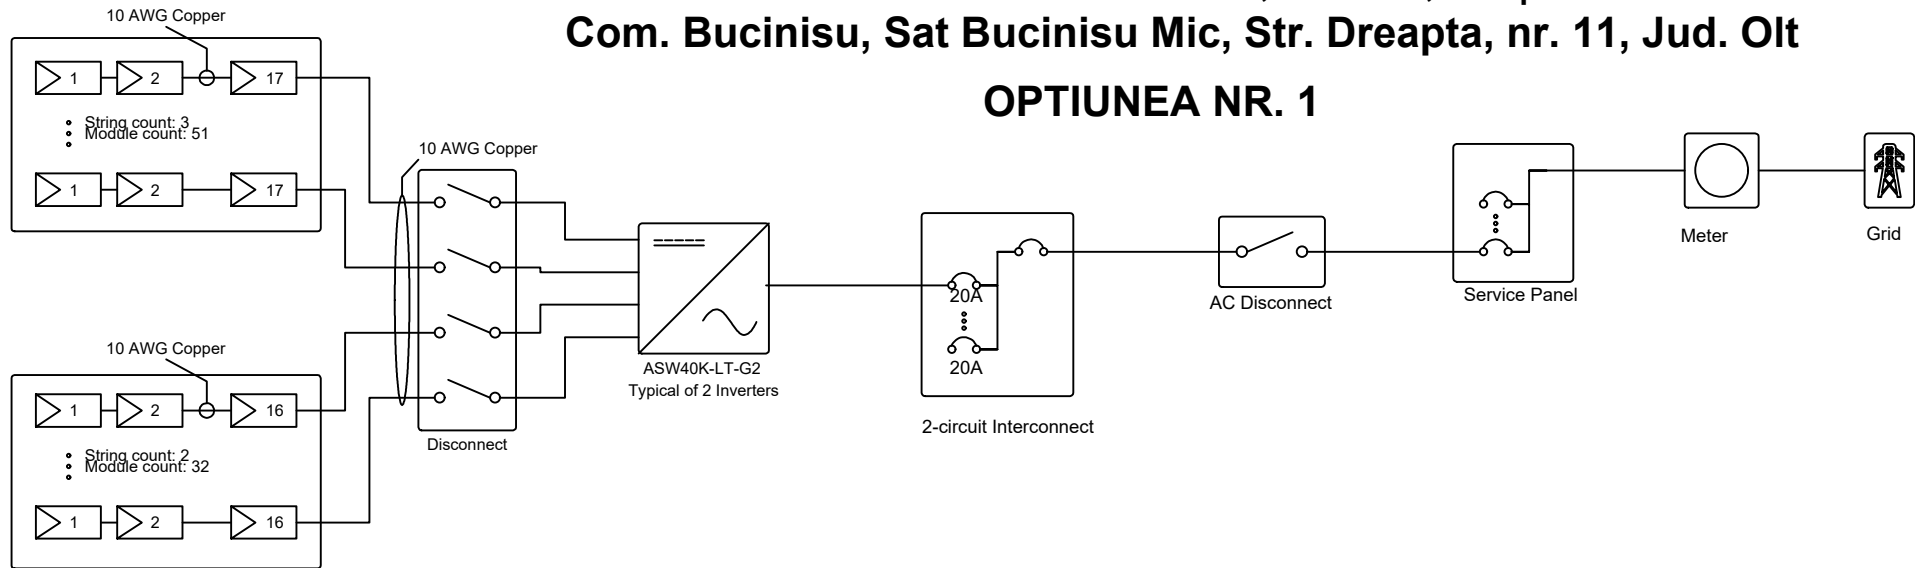 10 AWG Copper
Com. Bucinisu, Sat Bucinisu Mic, Str. Dreapta, nr. 11, Jud. Olt
OPTIUNEA NR. 1
1 2 17
String count: 3
Module count: 51
1 2 17
10 AWG Copper
10 AWG Copper
1 2 16
String count: 2
Module count: 32
1 2 16
Disconnect
ASW40K-LT-G2
Typical of 2 Inverters
20A
20A
2-circuit Interconnect
AC Disconnect
Service Panel
Meter
Grid